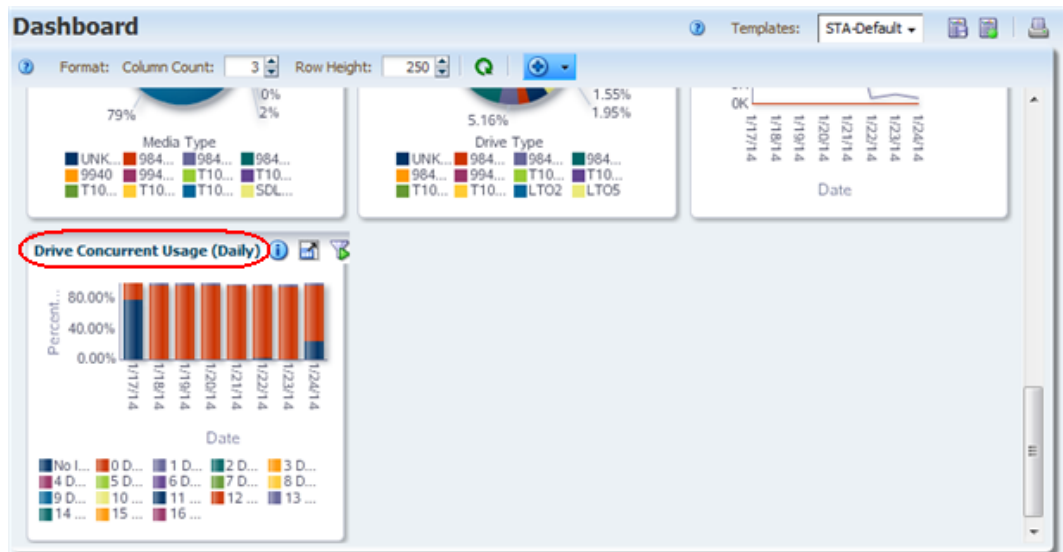 Dashboard
Templates: STA-Default
Format: Column Count: 3 Row Height: 250
79%
0%
2%
Media Type
UNK... 984... 984... 984...
9940 994... T10... T10...
T10... T10... T10... SDL...
5.16%
1.55%
1.95%
Drive Type
UNK... 984... 984... 984...
984... 994... T10... T10...
T10... T10... LTO2 LTO5
0K
1/17/14 1/18/14 1/19/14 1/20/14 1/21/14 1/22/14 1/23/14 1/24/14
Date
Drive Concurrent Usage (Daily)
Percent...
80.00%
40.00%
0.00%
1/17/14 1/18/14 1/19/14 1/20/14 1/21/14 1/22/14 1/23/14 1/24/14
Date
No I... 0 D... 1 D... 2 D... 3 D...
4 D... 5 D... 6 D... 7 D... 8 D...
9 D... 10 ... 11 ... 12 ... 13 ...
14 ... 15 ... 16 ...